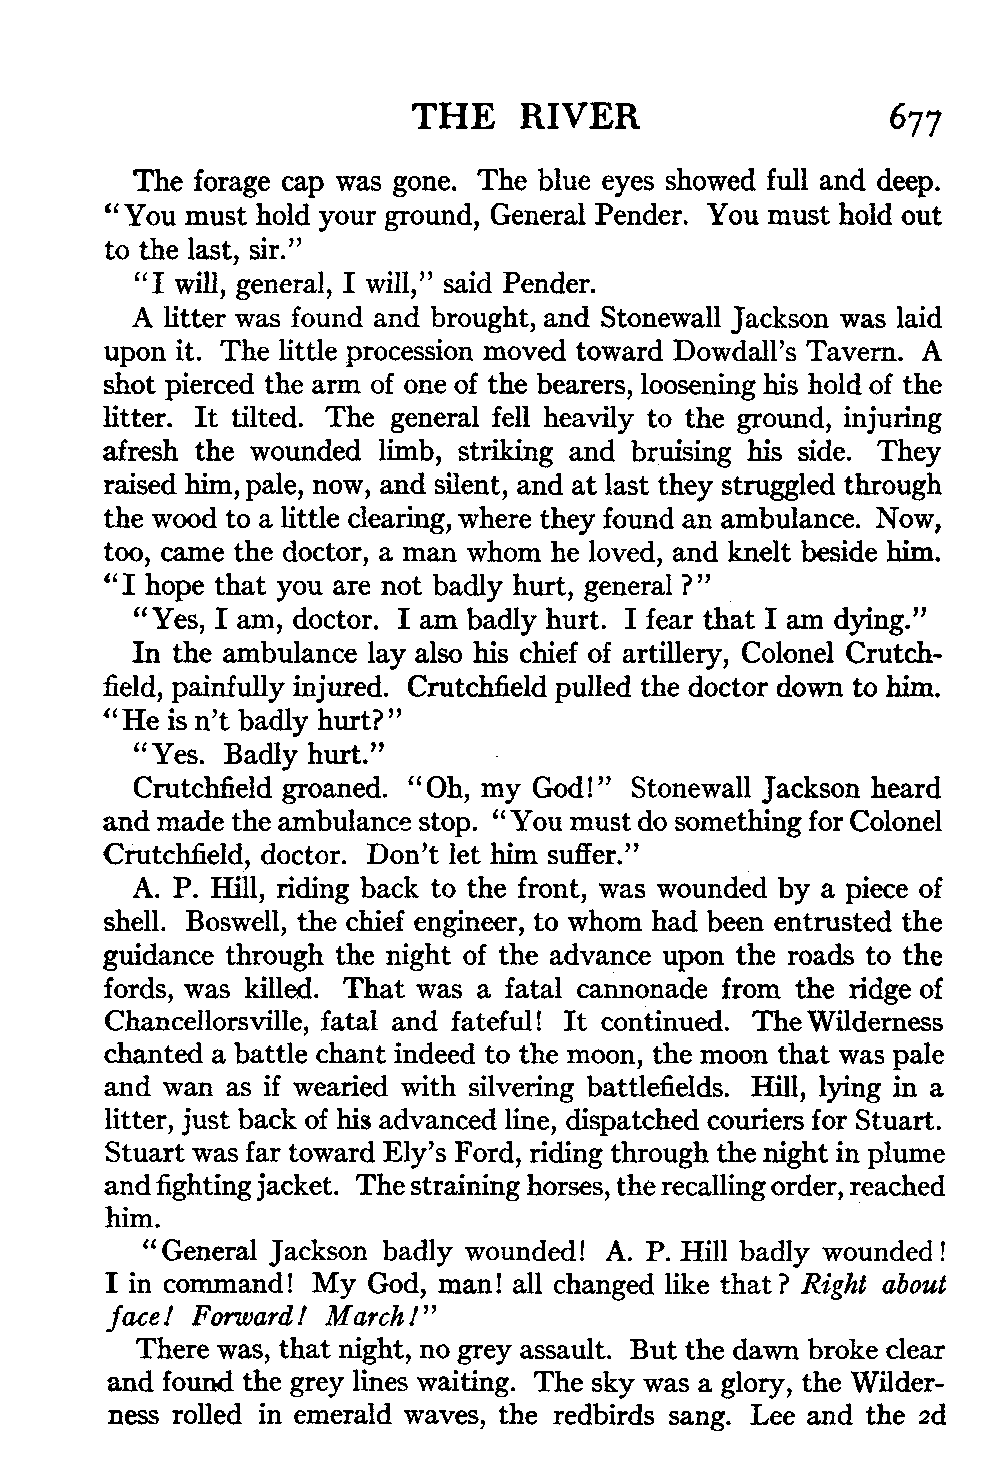 THE RIVER 677
The forage cap was gone. The blue eyes showed full and deep.
"You must hold your ground, General Pender. You must hold out
to the last, sir."
"I will, general, I will," said Pender.
A litter was found and brought, and Stonewall Jackson was laid
upon it. The little procession moved toward Dowdall's Tavern. A
shot pierced the arm of one of the bearers, loosening his hold of the
litter. It tilted. The general fell heavily to the ground, injuring
afresh the wounded limb, striking and bruising his side. They
raised him, pale, now, and silent, and at last they struggled through
the wood to a little clearing, where they found an ambulance. Now,
too, came the doctor, a man whom he loved, and knelt beside him.
"I hope that you are not badly hurt, general?"
"Yes, I am, doctor. I am badly hurt. I fear that I am dying."
In the ambulance lay also his chief of artillery, Colonel Crutch-
field, painfully injured. Crutchfield pulled the doctor down to him.
"He is n't badly hurt?"
"Yes. Badly hurt."
Crutchfield groaned. "Oh, my God!" Stonewall Jackson heard
and made the ambulance stop. "You must do something for Colonel
Crutchfield, doctor. Don't let him suffer."
A. P. Hill, riding back to the front, was wounded by a piece of
shell. Boswell, the chief engineer, to whom had been entrusted the
guidance through the night of the advance upon the roads to the
fords, was killed. That was a fatal cannonade from the ridge of
Chancellorsville, fatal and fateful! It continued. The Wilderness
chanted a battle chant indeed to the moon, the moon that was pale
and wan as if wearied with silvering battlefields. Hill, lying in a
litter, just back of his advanced line, dispatched couriers for Stuart.
Stuart was far toward Ely's Ford, riding through the night in plume
and fighting jacket. The straining horses, the recalling order, reached
him.
"General Jackson badly wounded! A. P. Hill badly wounded!
I in command! My God, man! all changed like that? Right about
face! Forward! March!"
There was, that night, no grey assault. But the dawn broke clear
and found the grey lines waiting. The sky was a glory, the Wilder-
ness rolled in emerald waves, the redbirds sang. Lee and the 2d